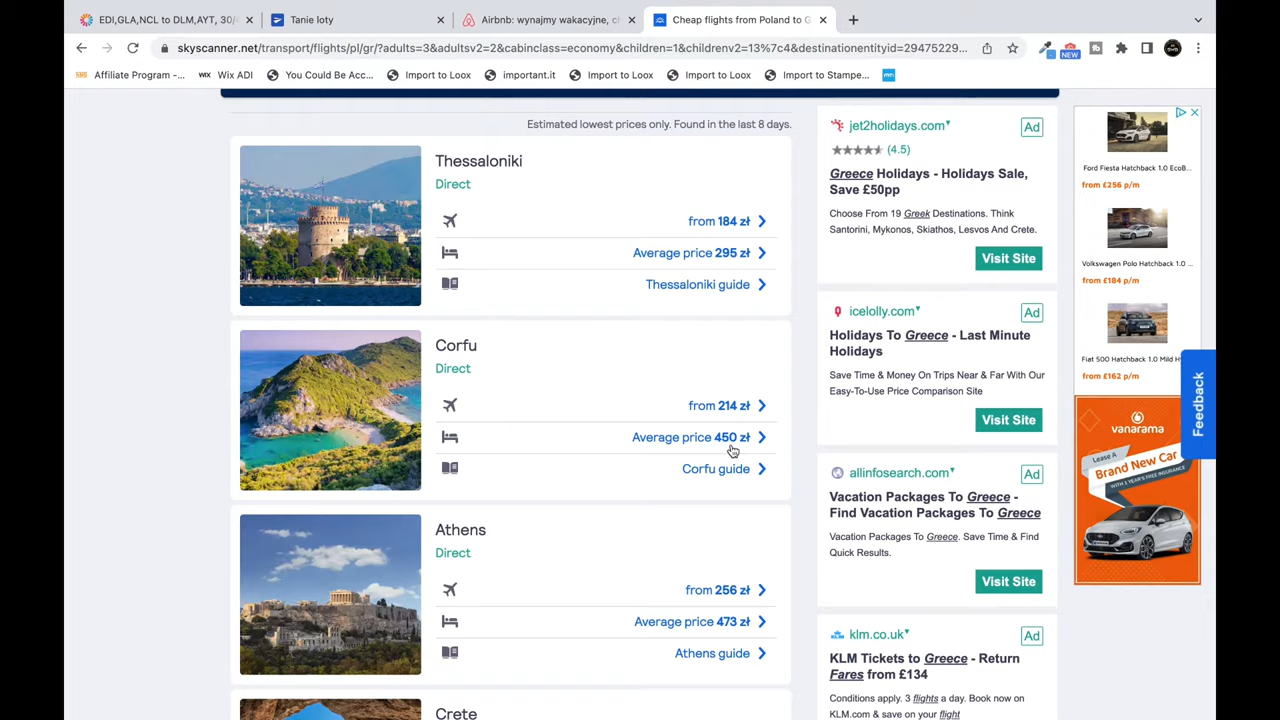 EDI,GLA,NCL to DLM,AYT, 30/
Tanie loty
Airbnb: wynajmy wakacyjne, c
Cheap flights from Poland to G
skyscanner.net/transport/flights/pl/gr/?adults=3&adultsv2=2&cabinclass=economy&children=1&childrenv2=13%7c4&destinationentityid=29475229...
NEW
Affiliate Program -...
WIX Wix ADI
You Could Be Acc...
Import to Loox
important.it
Import to Loox
Import to Loox
Import to Stampe...
Estimated lowest prices only. Found in the last 8 days.
Thessaloniki
Direct
from 184 zł
Average price 295 zł
Thessaloniki guide
Corfu
Direct
from 214 zł
Average price 450 zł
Corfu guide
Athens
Direct
from 256 zł
Average price 473 zł
Athens guide
Crete
jet2holidays.com
Ad
(4.5)
Greece Holidays - Holidays Sale,
Save £50pp
Choose From 19 Greek Destinations. Think
Santorini, Mykonos, Skiathos, Lesvos And Crete.
Visit Site
icelolly.com
Ad
Holidays To Greece - Last Minute
Holidays
Save Time & Money On Trips Near & Far With Our
Easy-To-Use Price Comparison Site
Visit Site
allinfosearch.com
Ad
Vacation Packages To Greece -
Find Vacation Packages To Greece
Vacation Packages To Greece. Save Time & Find
Quick Results.
Visit Site
klm.co.uk
Ad
KLM Tickets to Greece - Return
Fares from £134
Conditions apply. 3 flights a day. Book now on
KLM.com & save on your flight
Ford Fiesta Hatchback 1.0 EcoB...
from £256 p/m
Volkswagen Polo Hatchback 1.0 ...
from £184 p/m
Fiat 500 Hatchback 1.0 Mild H
from £162 p/m
Feedback
vanarama
Lease A
Brand New Car
WITH 1 YEAR'S FREE INSURANCE